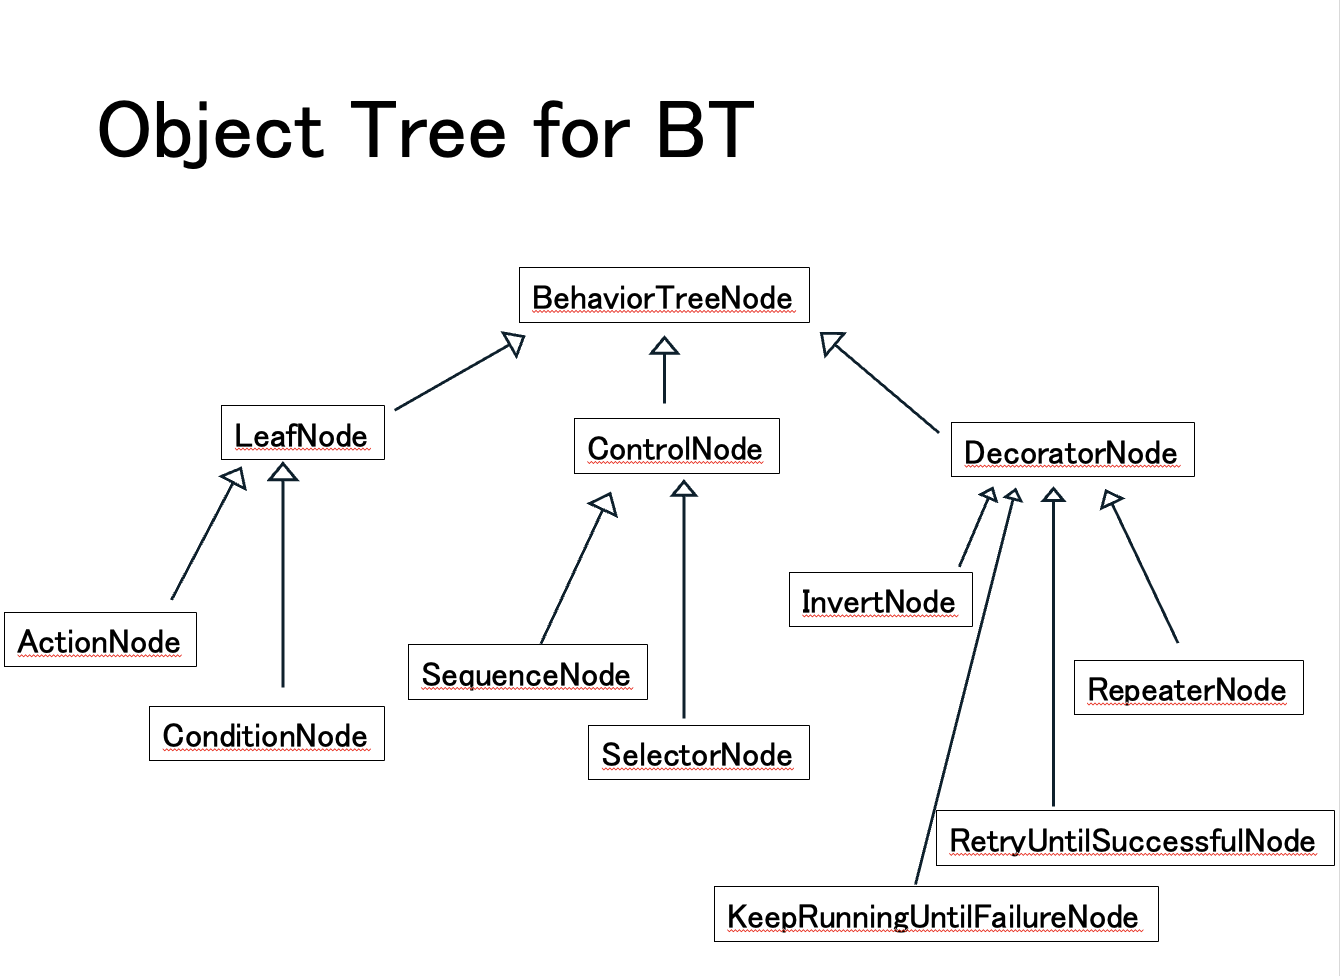 Object Tree for BT
BehaviorTreeNode
LeafNode
ControlNode
DecoratorNode
InvertNode
ActionNode
SequenceNode
RepeaterNode
ConditionNode
SelectorNode
RetryUntilSuccessfulNode
KeepRunningUntilFailureNode